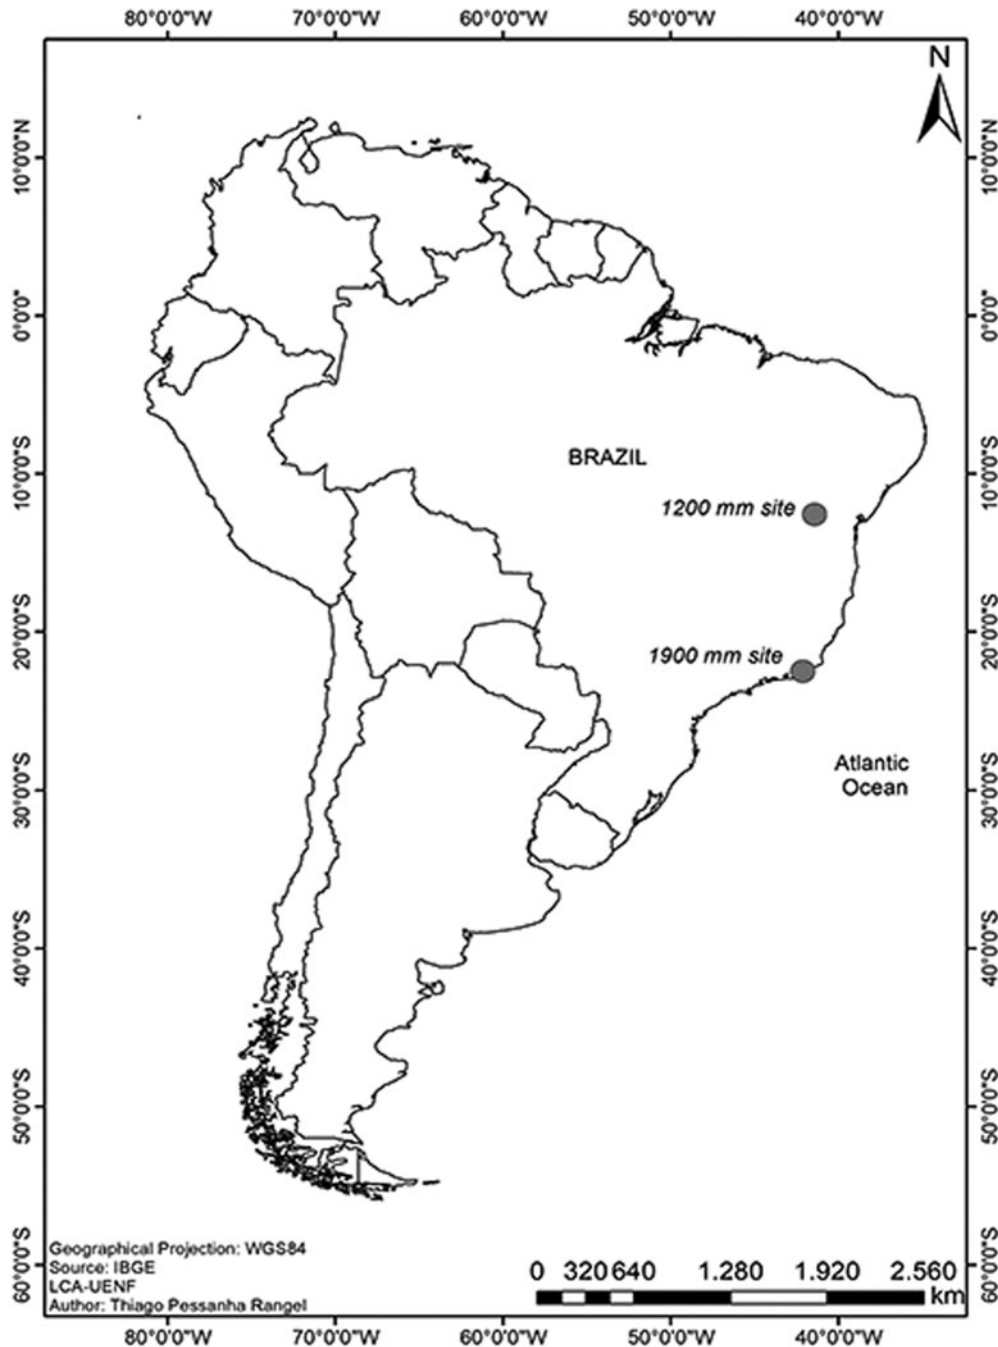 80°0'0"W 70°0'0"W 60°0'0"W 50°0'0"W 40°0'0"W
N
10°0'0"N
10°0'0"N
0°0'0"
0°0'0"
BRAZIL
10°0'0"S
10°0'0"S
1200 mm site
20°0'0"S
20°0'0"S
1900 mm site
Atlantic
Ocean
30°0'0"S
30°0'0"S
40°0'0"S
40°0'0"S
50°0'0"S
50°0'0"S
60°0'0"S
60°0'0"S
Geographical Projection: WGS84
Source: IBGE
LCA-UENF
Author: Thiago Pessanha Rangel
0 320 640 1.280 1.920 2.560
km
80°0'0"W 70°0'0"W 60°0'0"W 50°0'0"W 40°0'0"W